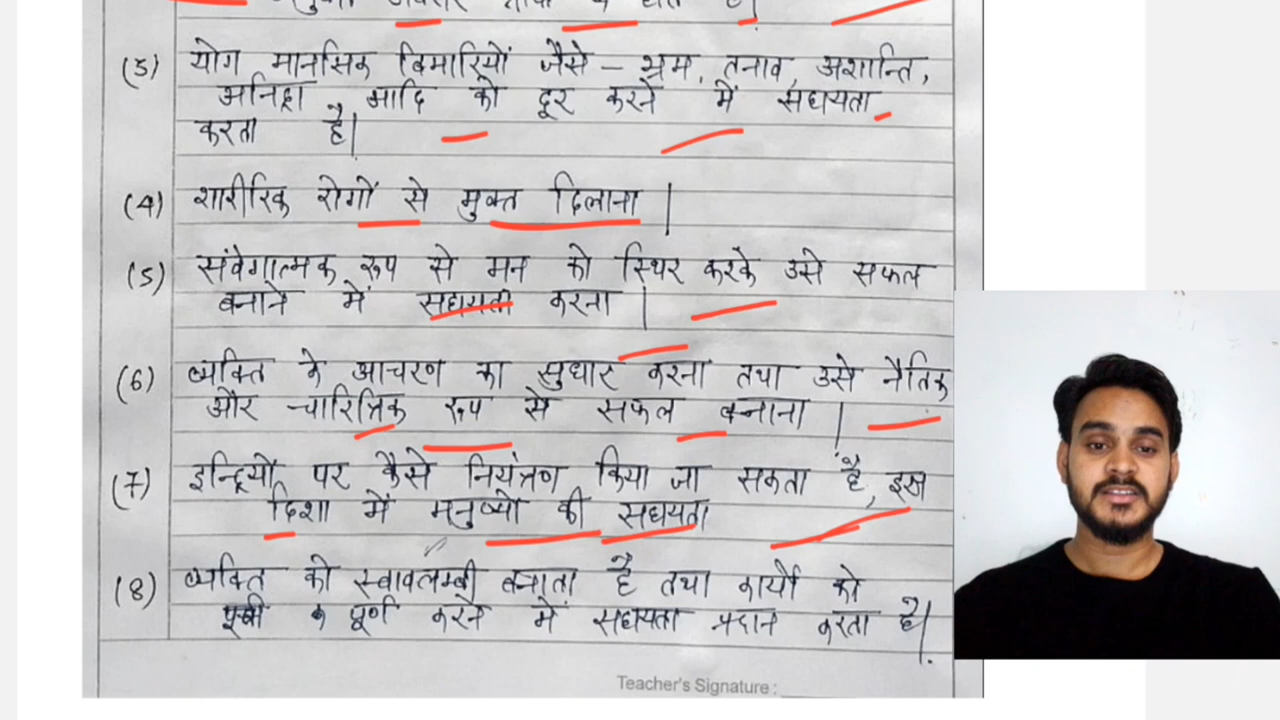 (3) योग मानसिक बिमारियों जैसे – भ्रम, तनाव, अशान्ति,
अनिद्रा आदि को दूर करने में सहायता
करता है।
(4) शारीरिक रोगों से मुक्त दिलाना |
(5) संवेगात्मक रूप से मन को स्थिर करके उसे सफल
बनाने में सहायता करना |
(6) व्यक्ति के आचरण का सुधार करना तथा उसे नैतिक
और चारित्रिक रूप से सफल बनाना |
(7) इन्द्रियों पर कैसे नियंत्रण किया जा सकता है, इस
दिशा में मनुष्यों की सहायता
(8) व्यक्ति को स्वावलम्बी बनाता है तथा कार्यों को
पूर्ण करने में सहायता प्रदान करता है।
Teacher's Signature :